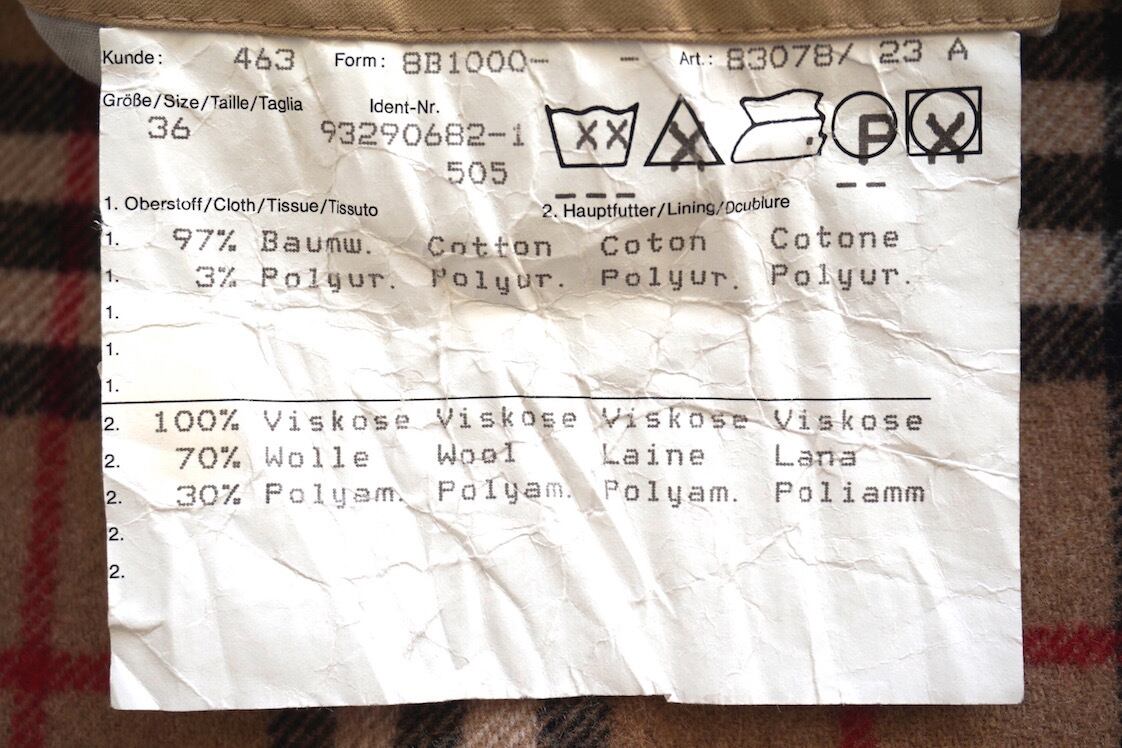 Kunde: 463 Form: 8B1000- - Art.: 83078/ 23 A
Größe/Size/Taille/Taglia Ident-Nr.
36 93290682-1
505
XX X P X
1. Oberstoff/Cloth/Tissue/Tissuto 2. Hauptfutter/Lining/Doublure
1. 97% Baumw. Cotton Coton Cotone
1. 3% Polyur. Polyur. Polyur. Polyur.
1.
1.
1.
2. 100% Viskose Viskose Viskose Viskose
2. 70% Wolle Wool Laine Lana
2. 30% Polyam. Polyam. Polyam. Poliamm
2.
2.